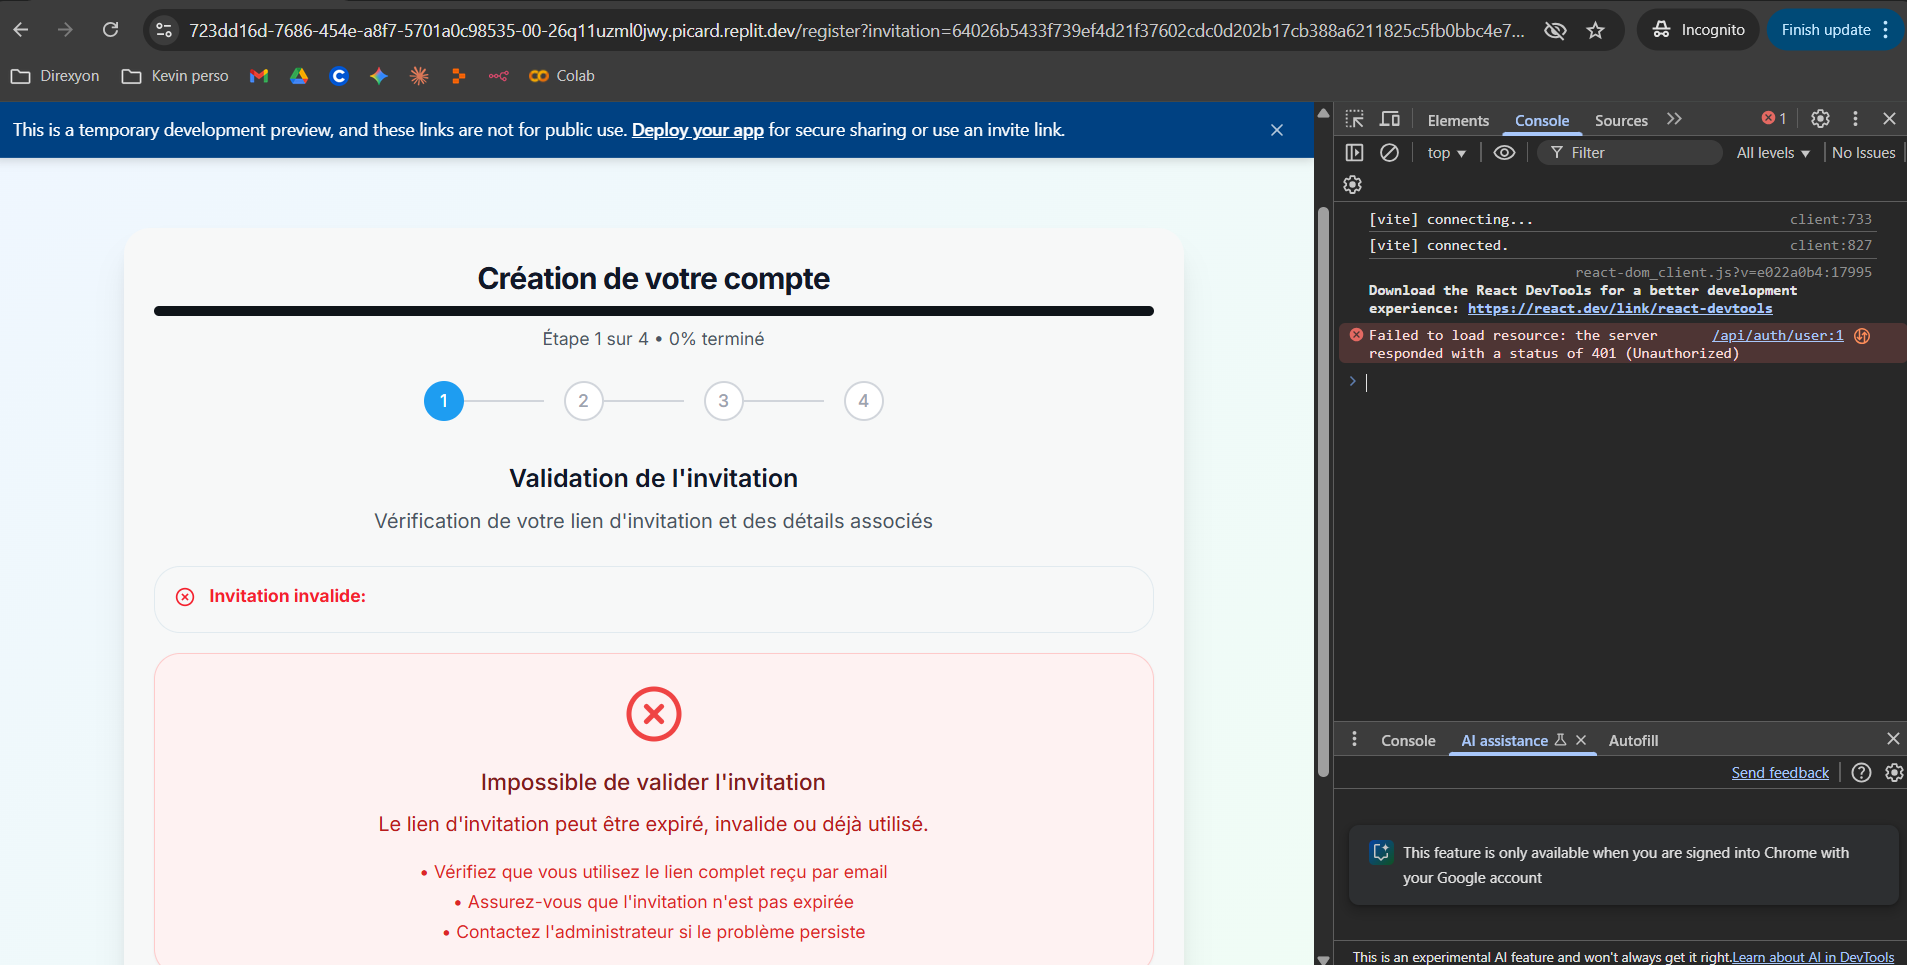 723dd16d-7686-454e-a8f7-5701a0c98535-00-26q11uzml0jwy.picard.replit.dev/register?invitation=64026b5433f739ef4d21f37602cdc0d202b17cb388a6211825c5fb0bbc4e7...
Incognito
Finish update
Direxyon
Kevin perso
Colab
This is a temporary development preview, and these links are not for public use. Deploy your app for secure sharing or use an invite link.
Création de votre compte
Étape 1 sur 4 • 0% terminé
1
2
3
4
Validation de l'invitation
Vérification de votre lien d'invitation et des détails associés
Invitation invalide:
Impossible de valider l'invitation
Le lien d'invitation peut être expiré, invalide ou déjà utilisé.
• Vérifiez que vous utilisez le lien complet reçu par email
• Assurez-vous que l'invitation n'est pas expirée
• Contactez l'administrateur si le problème persiste
Elements
Console
Sources
1
top
Filter
All levels
No Issues
[vite] connecting... client:733
[vite] connected. client:827
react-dom_client.js?v=e022a0b4:17995
Download the React DevTools for a better development
experience: https://react.dev/link/react-devtools
Failed to load resource: the server /api/auth/user:1
responded with a status of 401 (Unauthorized)
Console
AI assistance
Autofill
Send feedback
This feature is only available when you are signed into Chrome with
your Google account
This is an experimental AI feature and won't always get it right. Learn about AI in DevTools